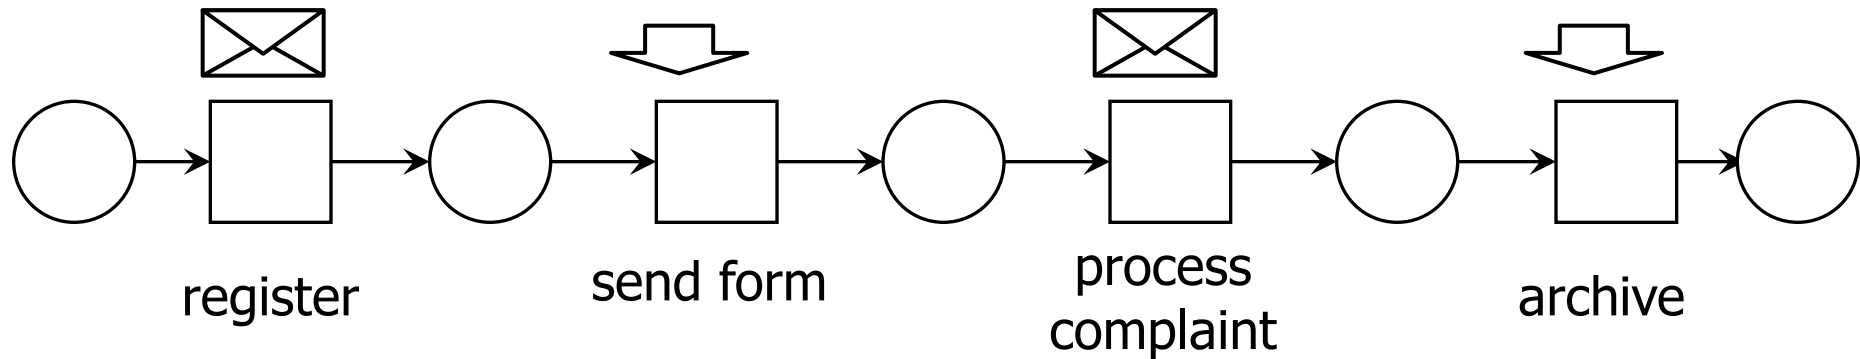 register
send form
process
complaint
archive